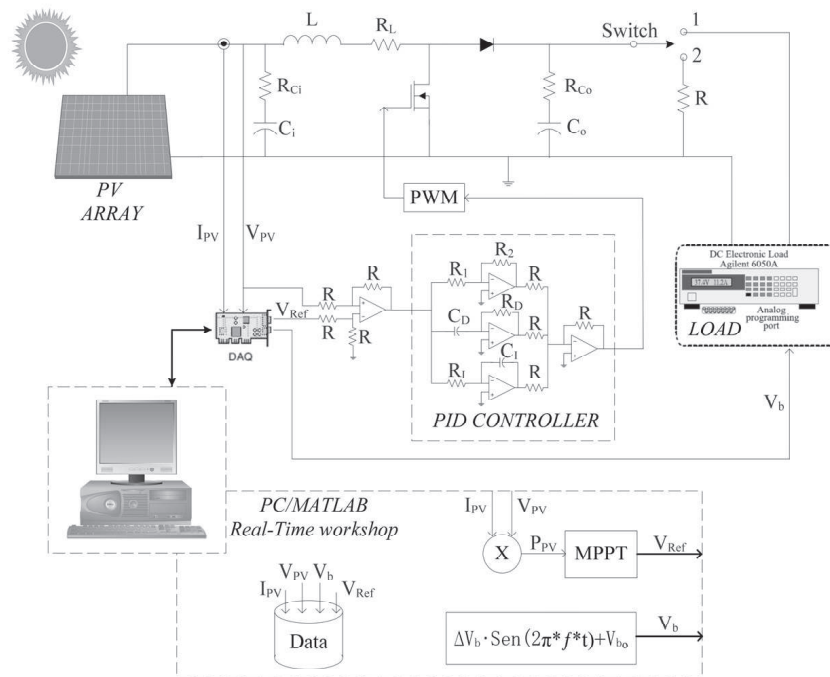 L
R_L
Switch
1
2
R_Ci
C_i
R_Co
C_o
R
PV
ARRAY
PWM
I_PV
V_PV
DC Electronic Load
Agilent 6050A
LOAD
Analog
programming
port
R
R
V_Ref
R
R
DAQ
R_1
R_2
R
C_D
R_D
R
R
R_I
C_I
R
PID CONTROLLER
V_b
PC/MATLAB
Real-Time workshop
I_PV
V_PV
X
P_PV
MPPT
V_Ref
V_PV
V_b
I_PV
V_Ref
Data
ΔV_b·Sen(2π*f*t)+V_bo
V_b